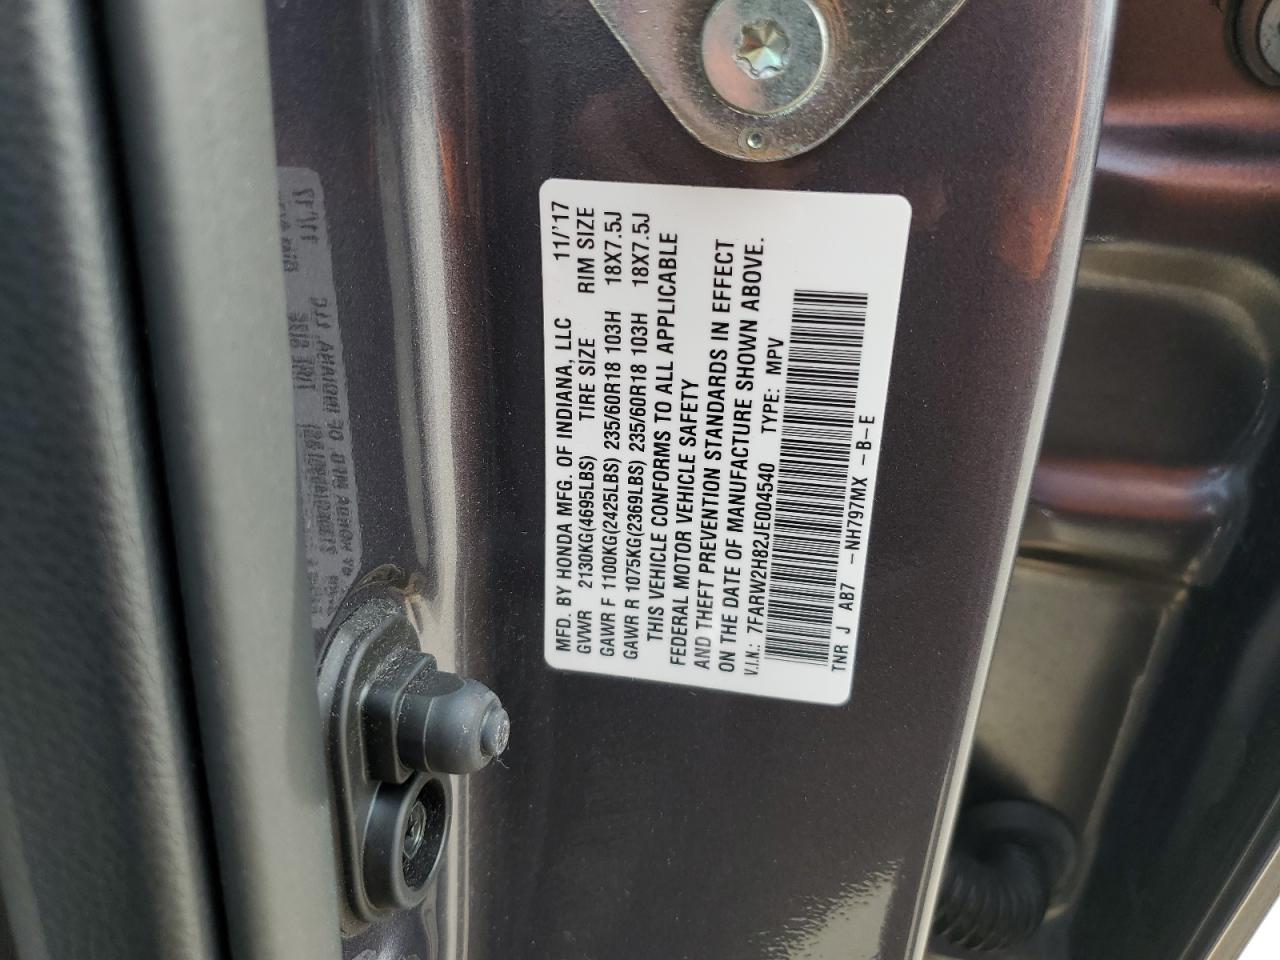 MFD. BY HONDA MFG. OF INDIANA, LLC 11/'17
GVWR 2130KG(4695LBS) TIRE SIZE RIM SIZE
GAWR F 1100KG(2425LBS) 235/60R18 103H 18X7.5J
GAWR R 1075KG(2369LBS) 235/60R18 103H 18X7.5J
THIS VEHICLE CONFORMS TO ALL APPLICABLE
FEDERAL MOTOR VEHICLE SAFETY
AND THEFT PREVENTION STANDARDS IN EFFECT
ON THE DATE OF MANUFACTURE SHOWN ABOVE.
V.I.N.: 7FARW2H82JE004540 TYPE: MPV
TNR J AB7 -NH797MX -B-E